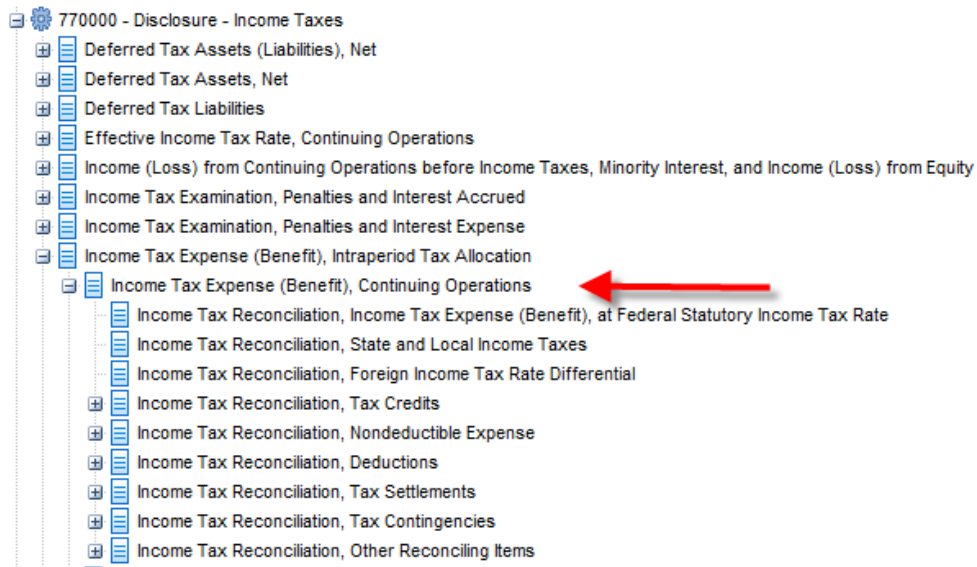 770000 - Disclosure - Income Taxes
Deferred Tax Assets (Liabilities), Net
Deferred Tax Assets, Net
Deferred Tax Liabilities
Effective Income Tax Rate, Continuing Operations
Income (Loss) from Continuing Operations before Income Taxes, Minority Interest, and Income (Loss) from Equity
Income Tax Examination, Penalties and Interest Accrued
Income Tax Examination, Penalties and Interest Expense
Income Tax Expense (Benefit), Intraperiod Tax Allocation
Income Tax Expense (Benefit), Continuing Operations
Income Tax Reconciliation, Income Tax Expense (Benefit), at Federal Statutory Income Tax Rate
Income Tax Reconciliation, State and Local Income Taxes
Income Tax Reconciliation, Foreign Income Tax Rate Differential
Income Tax Reconciliation, Tax Credits
Income Tax Reconciliation, Nondeductible Expense
Income Tax Reconciliation, Deductions
Income Tax Reconciliation, Tax Settlements
Income Tax Reconciliation, Tax Contingencies
Income Tax Reconciliation, Other Reconciling Items